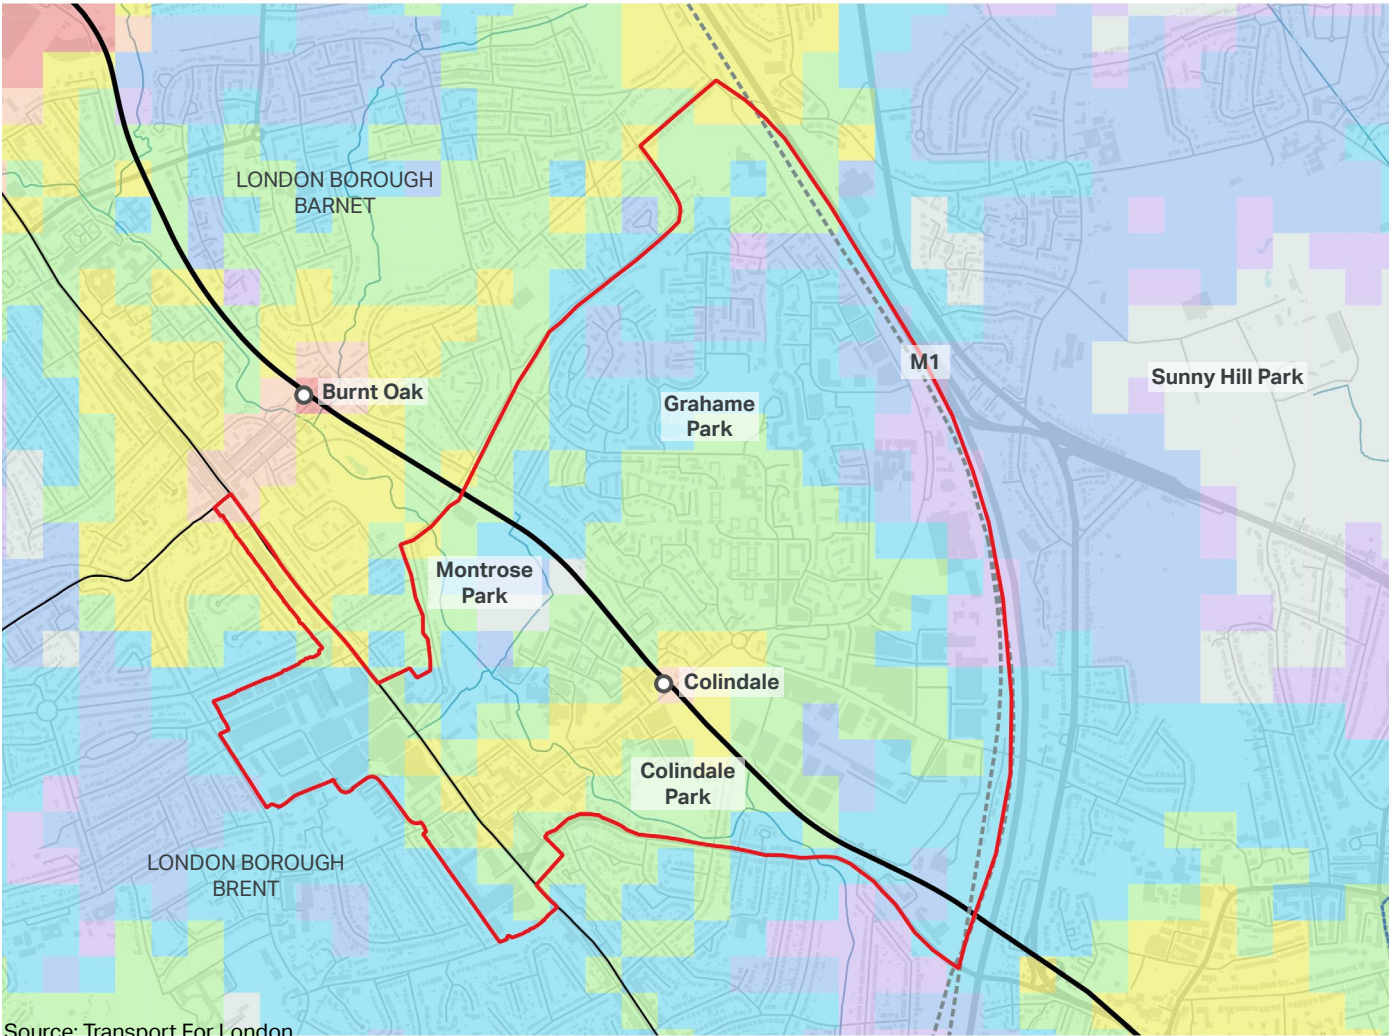 LONDON BOROUGH
BARNET
M1
Sunny Hill Park
Burnt Oak
Grahame
Park
Montrose
Park
Colindale
Colindale
Park
LONDON BOROUGH
BRENT
Source: Transport For London